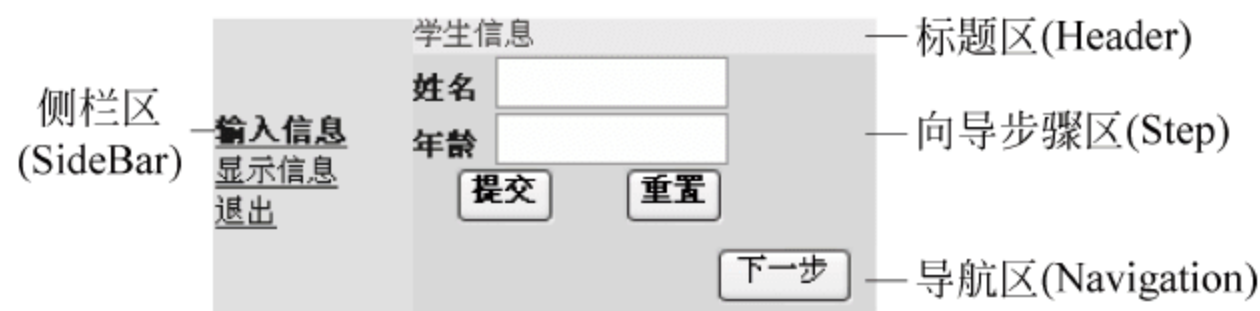 学生信息
标题区(Header)
姓名
侧栏区
(SideBar)
输入信息
年龄
向导步骤区(Step)
显示信息
提交
重置
退出
下一步
导航区(Navigation)